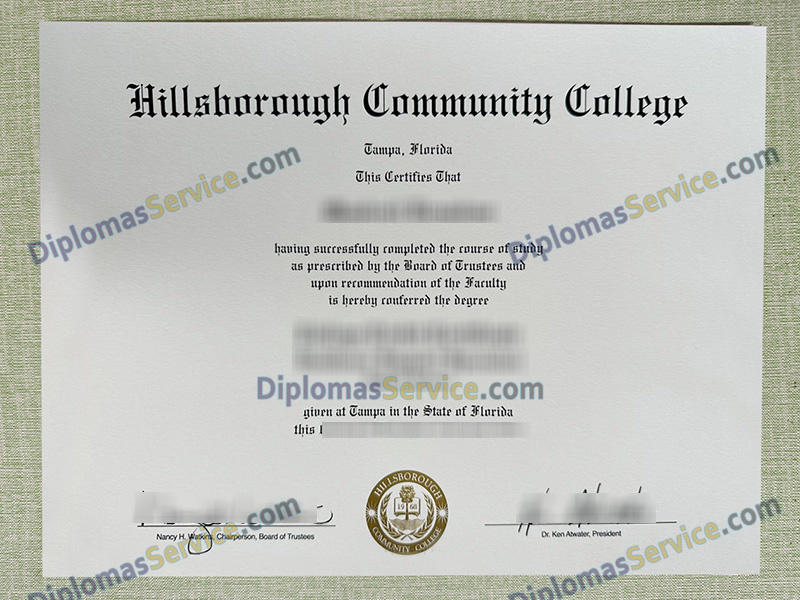 Hillsborough Community College
Tampa, Florida
This Certifies That
DiplomasService.com
DiplomasService.com
having successfully completed the course of study
as prescribed by the Board of Trustees and
upon recommendation of the Faculty
is hereby conferred the degree
DiplomasService.com
given at Tampa in the State of Florida
this
HILLSBOROUGH
1968
COMMUNITY COLLEGE
Nancy H. Watkins, Chairperson, Board of Trustees
Dr. Ken Atwater, President
DiplomasService.com
DiplomasService.com